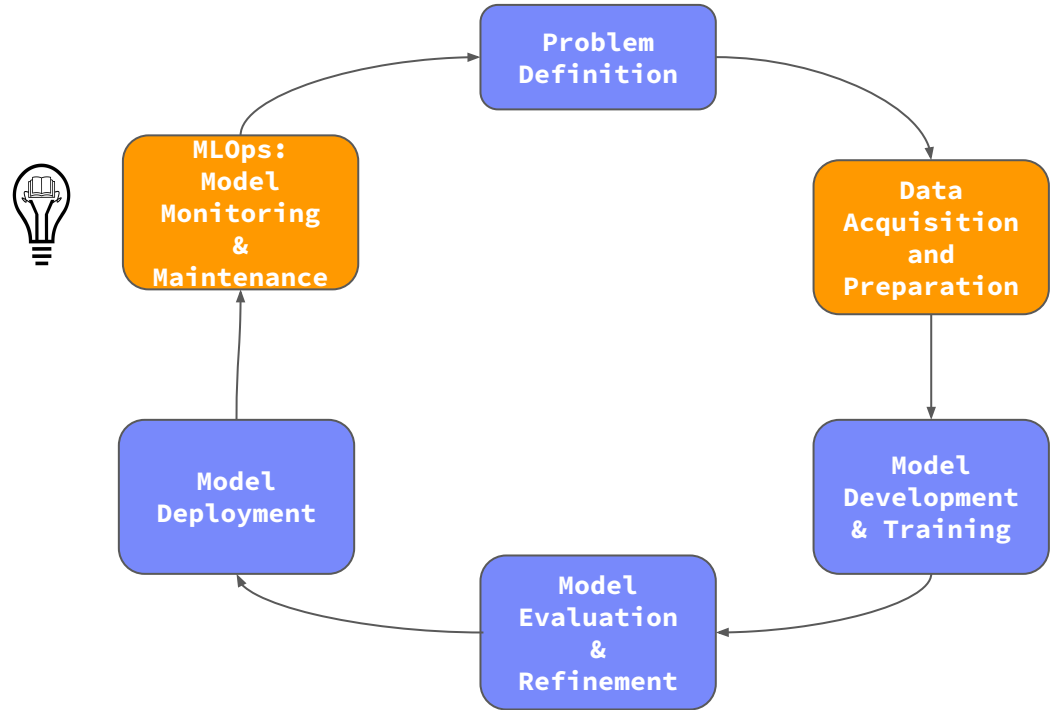 Problem
Definition
Data
Acquisition
and
Preparation
Model
Development
& Training
Model
Evaluation
&
Refinement
Model
Deployment
MLOps:
Model
Monitoring
&
Maintenance